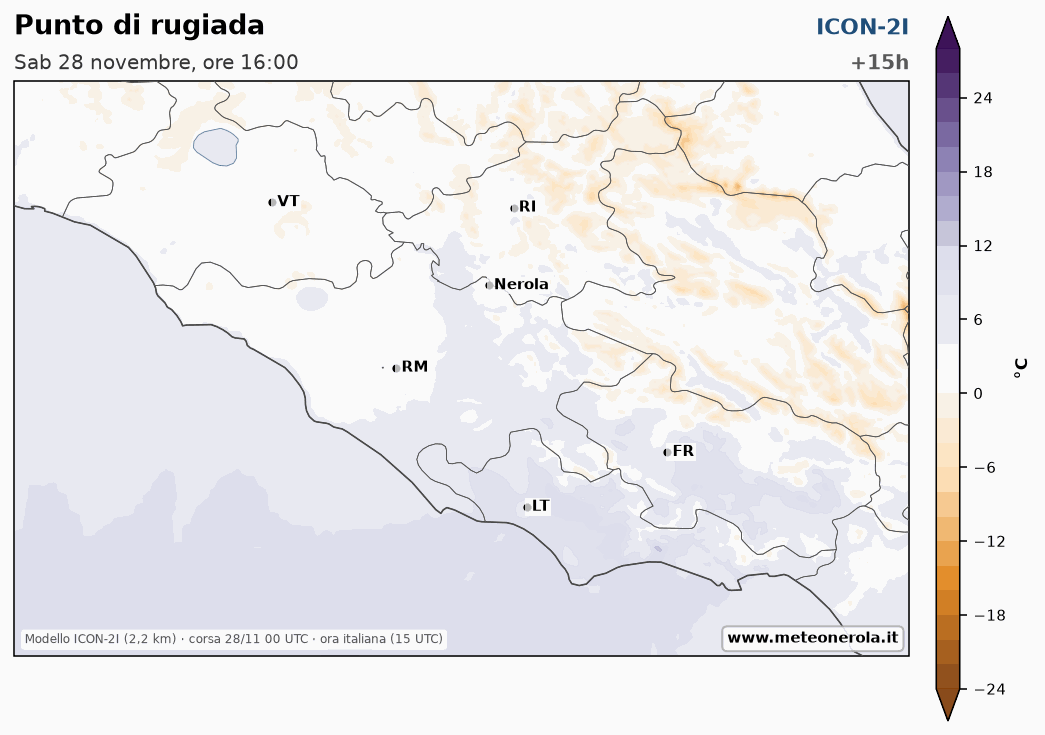 Punto di rugiada
ICON-2I
Sab 28 novembre, ore 16:00
+15h
VT
RI
Nerola
RM
FR
LT
Modello ICON-2I (2,2 km) · corsa 28/11 00 UTC · ora italiana (15 UTC)
www.meteonerola.it
24
18
12
6
0
−6
−12
−18
−24
°C